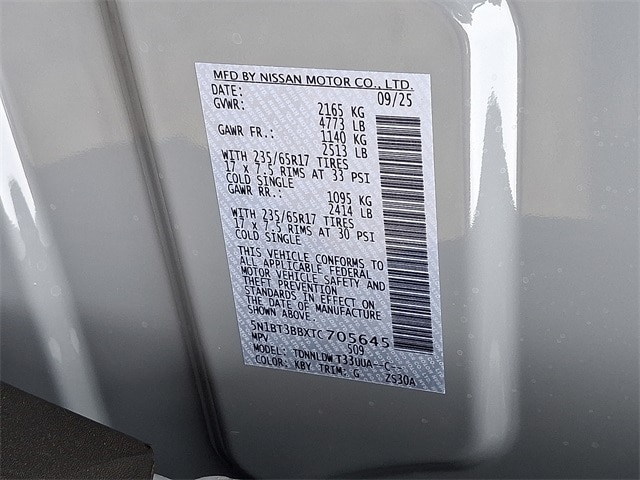 MFD BY NISSAN MOTOR CO., LTD.
DATE: 09/25
GVWR: 2165 KG
4773 LB
GAWR FR.: 1140 KG
2513 LB
WITH 235/65R17 TIRES
17 x 7.5 RIMS AT 33 PSI
COLD SINGLE
GAWR RR.: 1095 KG
2414 LB
WITH 235/65R17 TIRES
17 x 7.5 RIMS AT 30 PSI
COLD SINGLE
THIS VEHICLE CONFORMS TO
ALL APPLICABLE FEDERAL
MOTOR VEHICLE SAFETY AND
THEFT PREVENTION
STANDARDS IN EFFECT ON
THE DATE OF MANUFACTURE
SHOWN ABOVE.
5N1BT3BBXTC705645
MPV 509
MODEL: TDNNLDW T33UUA--C--
COLOR: KBY TRIM: G ZS30A